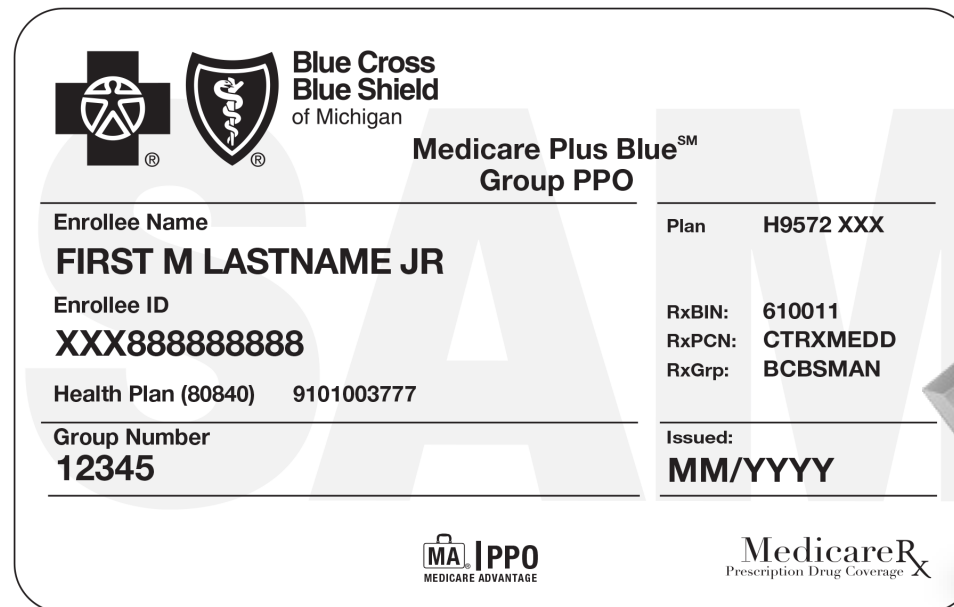 Blue Cross
Blue Shield
of Michigan
® ®
Medicare Plus Blue℠
Group PPO
Enrollee Name
FIRST M LASTNAME JR
Enrollee ID
XXX888888888
Health Plan (80840) 9101003777
Group Number
12345
Plan H9572 XXX
RxBIN: 610011
RxPCN: CTRXMEDD
RxGrp: BCBSMAN
Issued:
MM/YYYY
MA® PPO
MEDICARE ADVANTAGE
MedicareRx
Prescription Drug Coverage
SAM